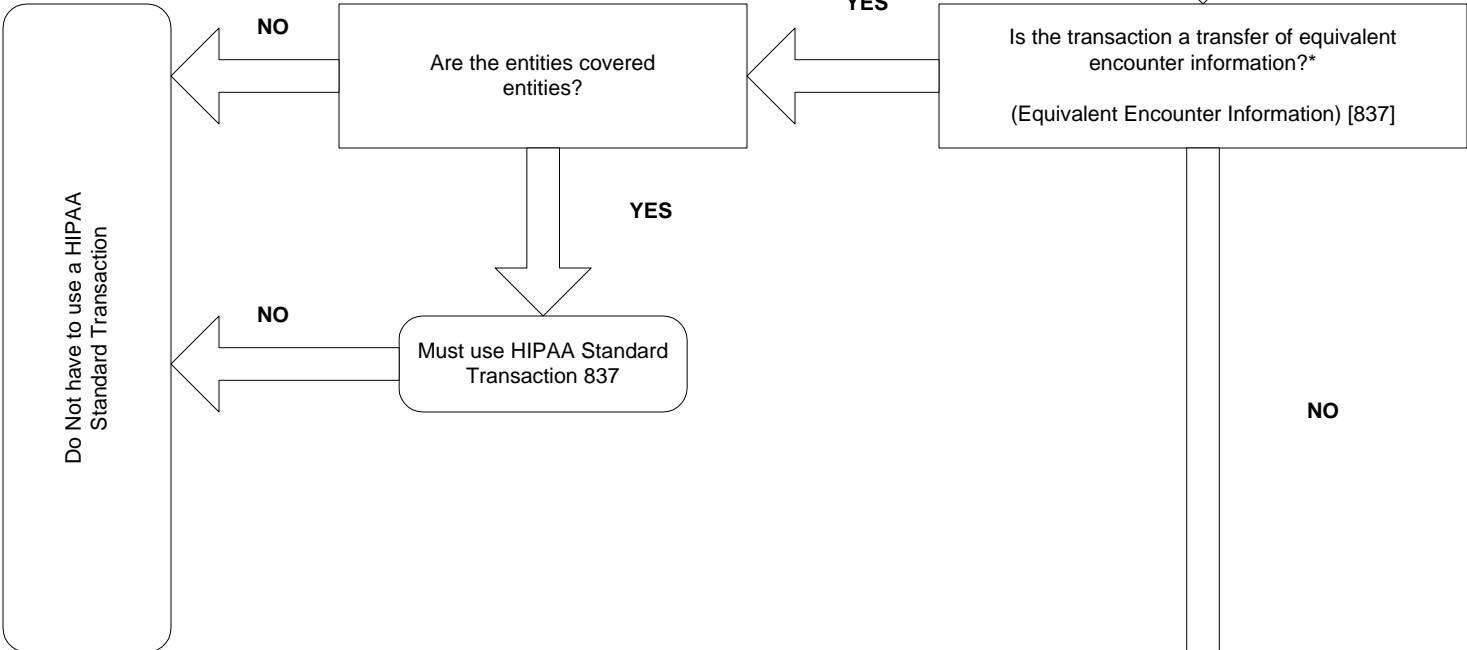 YES
NO
Are the entities covered
entities?
Is the transaction a transfer of equivalent
encounter information?*
(Equivalent Encounter Information) [837]
YES
NO
Must use HIPAA Standard
Transaction 837
Do Not have to use a HIPAA
Standard Transaction
NO